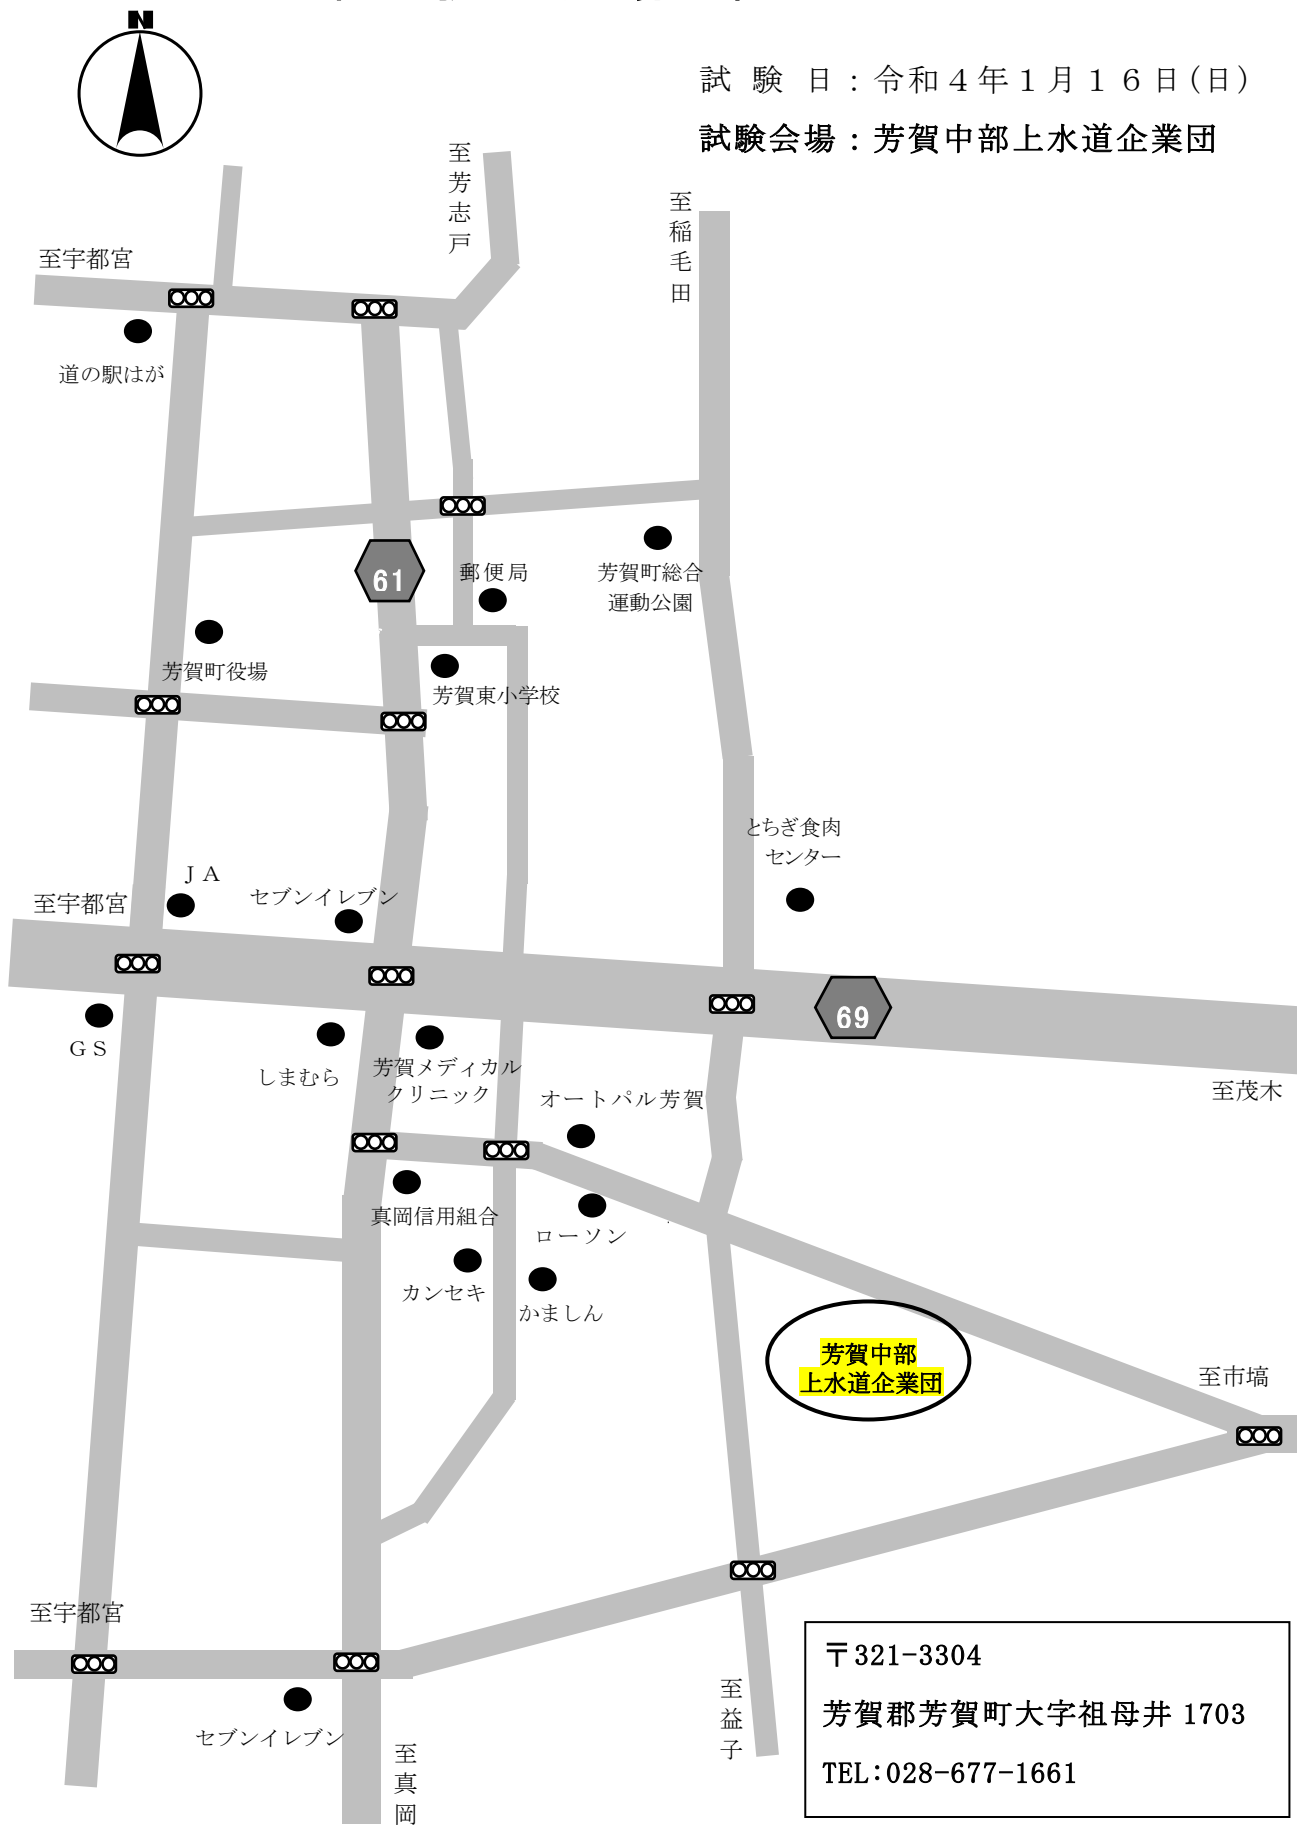 N
試 験 日：令和４年１月１６日（日）
試験会場：芳賀中部上水道企業団
至芳志戸
至稲毛田
至宇都宮
道の駅はが
61
郵便局
芳賀町総合
運動公園
芳賀町役場
芳賀東小学校
とちぎ食肉
センター
ＪＡ
セブンイレブン
至宇都宮
69
ＧＳ
しまむら
芳賀メディカル
クリニック
オートパル芳賀
至茂木
真岡信用組合
ローソン
カンセキ
かましん
芳賀中部
上水道企業団
至市塙
至宇都宮
セブンイレブン
至真岡
至益子
〒321-3304
芳賀郡芳賀町大字祖母井 1703
TEL:028-677-1661